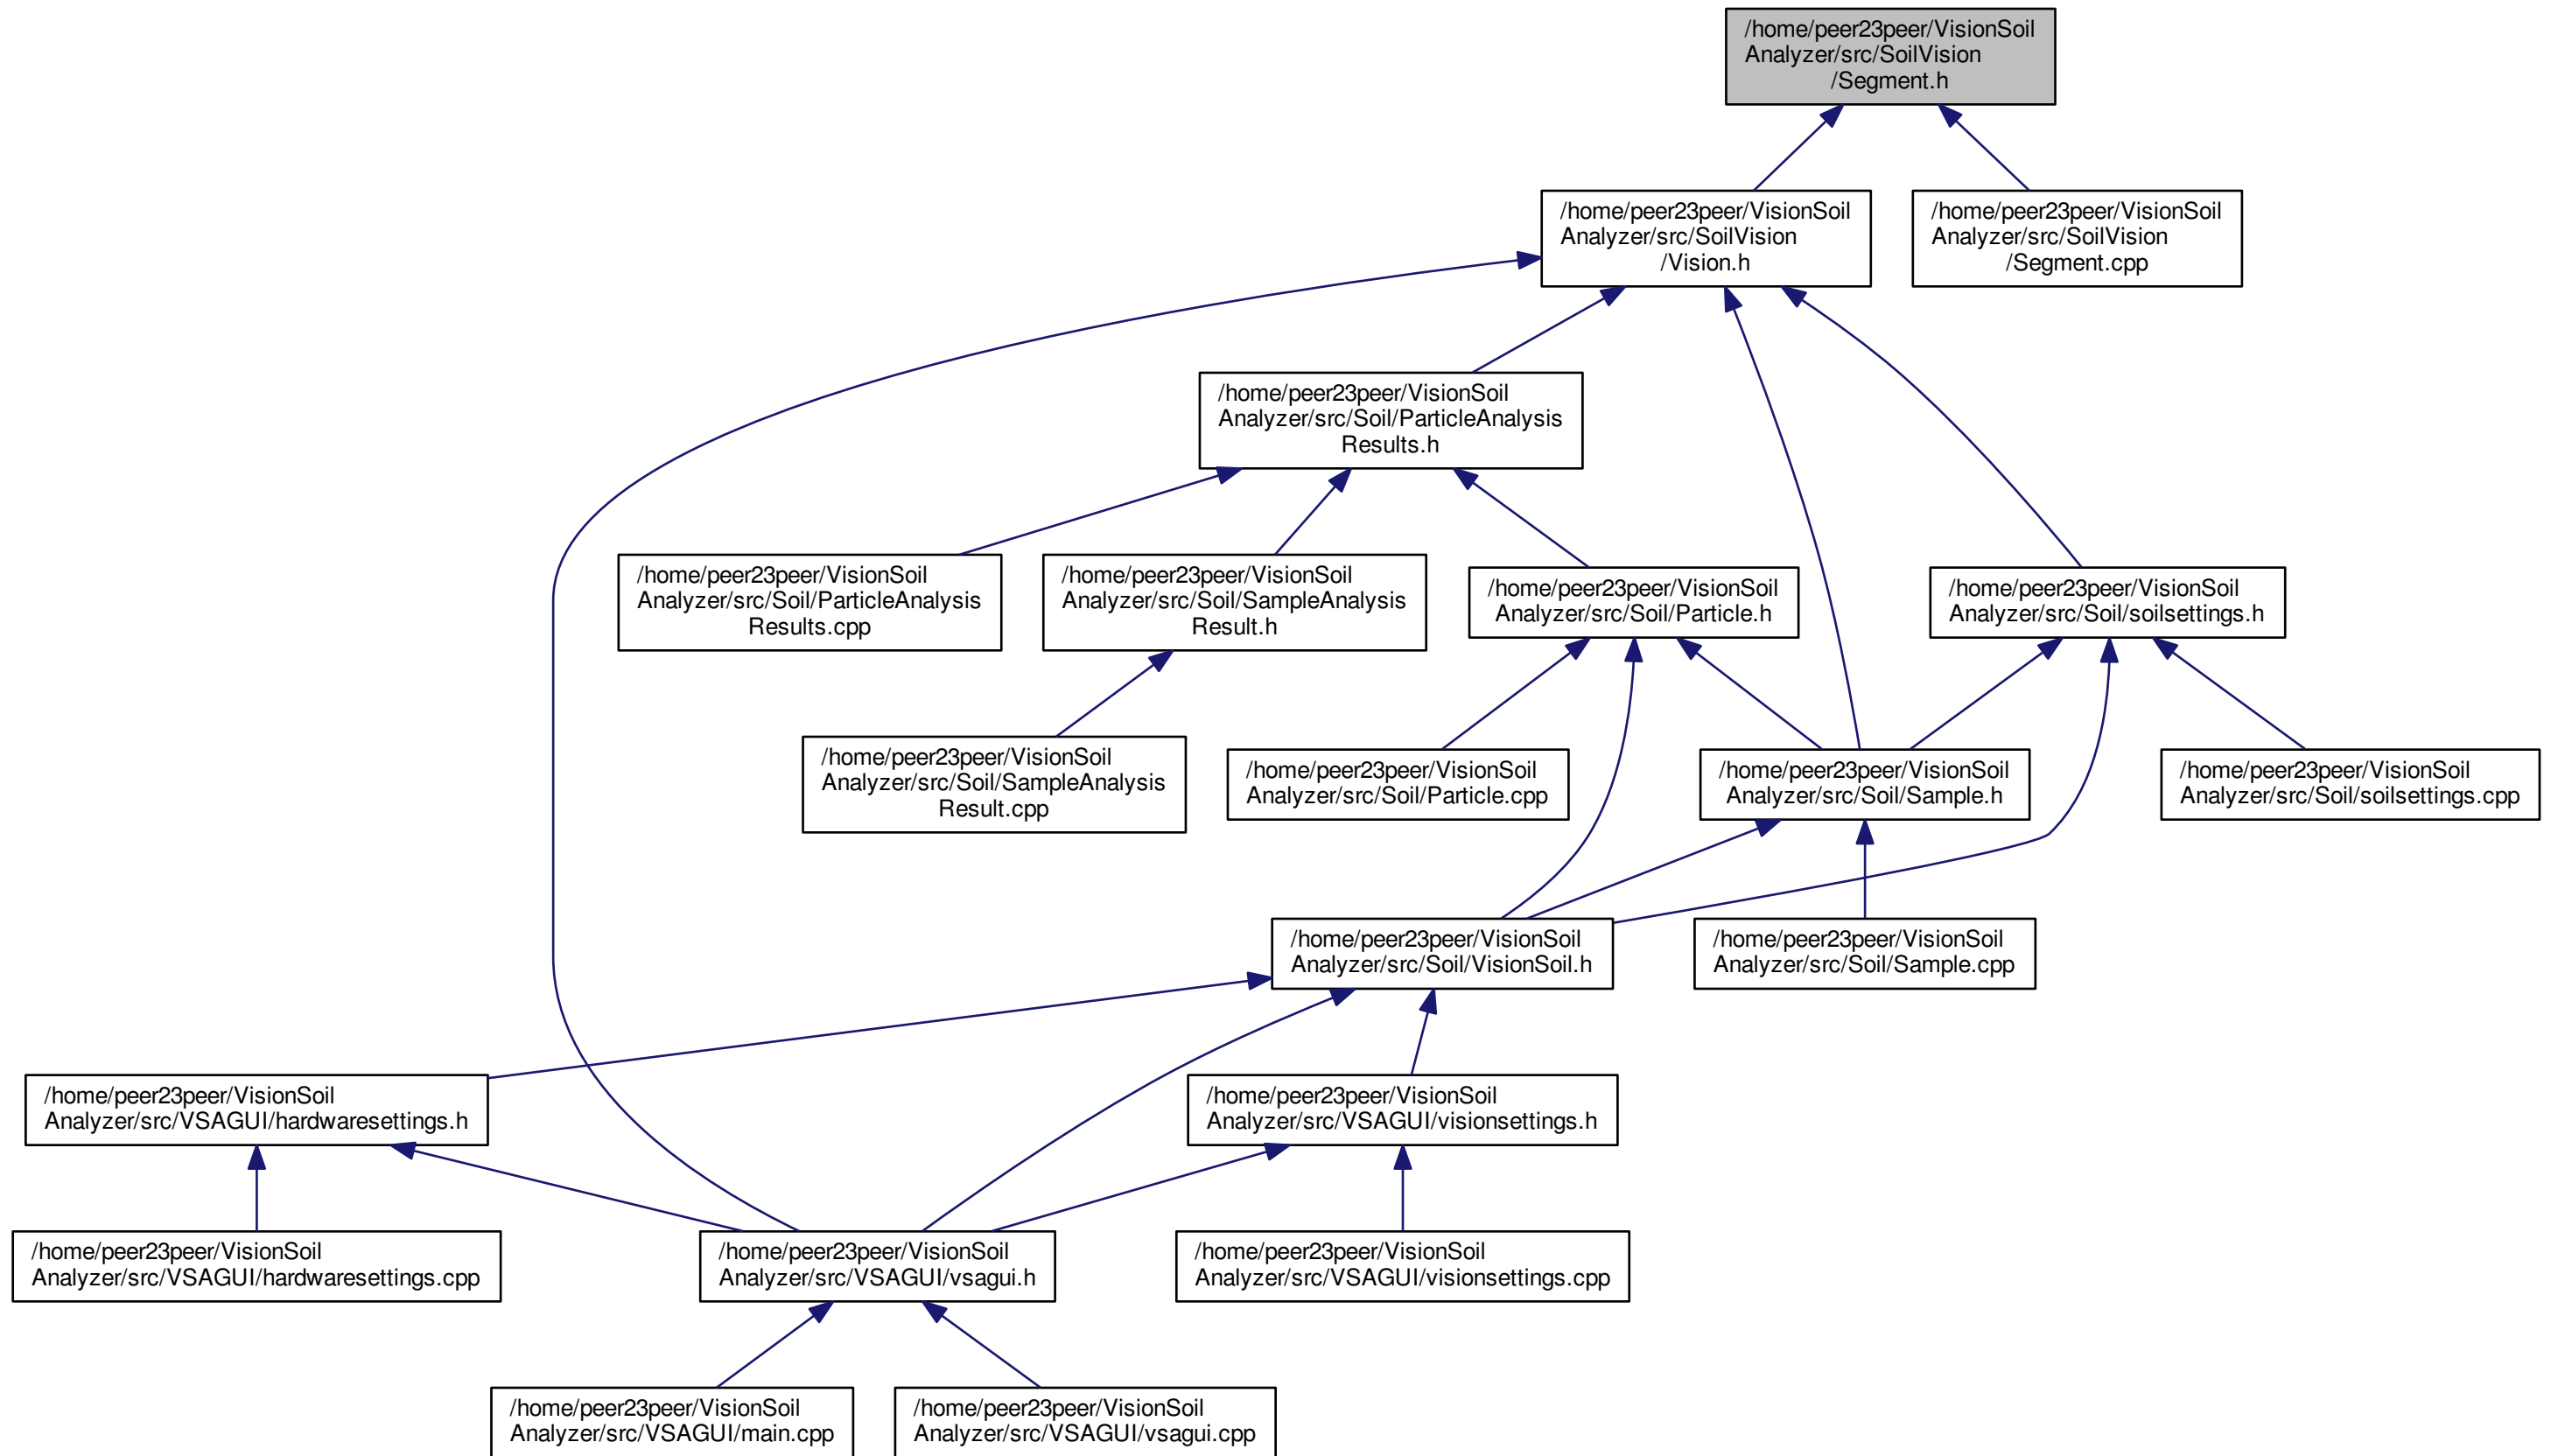 /home/peer23peer/VisionSoil
Analyzer/src/SoilVision
/Segment.h
/home/peer23peer/VisionSoil
Analyzer/src/SoilVision
/Vision.h
/home/peer23peer/VisionSoil
Analyzer/src/SoilVision
/Segment.cpp
/home/peer23peer/VisionSoil
Analyzer/src/Soil/ParticleAnalysis
Results.h
/home/peer23peer/VisionSoil
Analyzer/src/Soil/ParticleAnalysis
Results.cpp
/home/peer23peer/VisionSoil
Analyzer/src/Soil/SampleAnalysis
Result.h
/home/peer23peer/VisionSoil
Analyzer/src/Soil/Particle.h
/home/peer23peer/VisionSoil
Analyzer/src/Soil/soilsettings.h
/home/peer23peer/VisionSoil
Analyzer/src/Soil/SampleAnalysis
Result.cpp
/home/peer23peer/VisionSoil
Analyzer/src/Soil/Particle.cpp
/home/peer23peer/VisionSoil
Analyzer/src/Soil/Sample.h
/home/peer23peer/VisionSoil
Analyzer/src/Soil/soilsettings.cpp
/home/peer23peer/VisionSoil
Analyzer/src/Soil/VisionSoil.h
/home/peer23peer/VisionSoil
Analyzer/src/Soil/Sample.cpp
/home/peer23peer/VisionSoil
Analyzer/src/VSAGUI/hardwaresettings.h
/home/peer23peer/VisionSoil
Analyzer/src/VSAGUI/visionsettings.h
/home/peer23peer/VisionSoil
Analyzer/src/VSAGUI/hardwaresettings.cpp
/home/peer23peer/VisionSoil
Analyzer/src/VSAGUI/vsagui.h
/home/peer23peer/VisionSoil
Analyzer/src/VSAGUI/visionsettings.cpp
/home/peer23peer/VisionSoil
Analyzer/src/VSAGUI/main.cpp
/home/peer23peer/VisionSoil
Analyzer/src/VSAGUI/vsagui.cpp